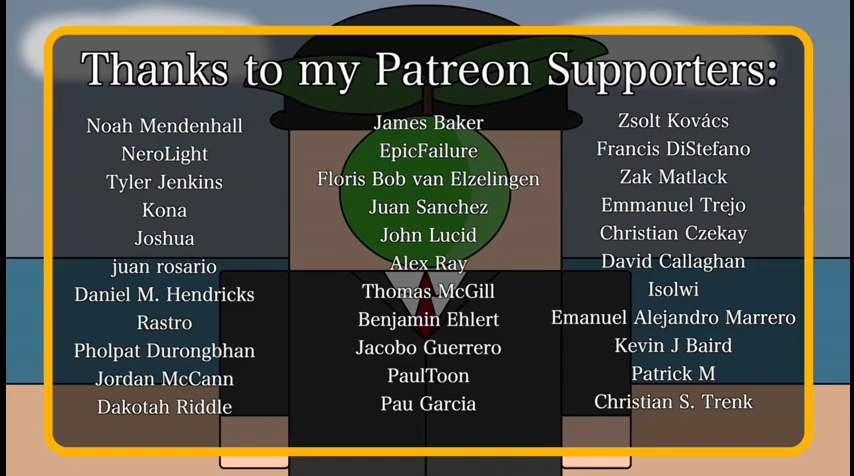 Thanks to my Patreon Supporters:
Noah Mendenhall
NeroLight
Tyler Jenkins
Kona
Joshua
juan rosario
Daniel M. Hendricks
Rastro
Pholpat Durongbhan
Jordan McCann
Dakotah Riddle
James Baker
EpicFailure
Floris Bob van Elzelingen
Juan Sanchez
John Lucid
Alex Ray
Thomas McGill
Benjamin Ehlert
Jacobo Guerrero
PaulToon
Pau Garcia
Zsolt Kovács
Francis DiStefano
Zak Matlack
Emmanuel Trejo
Christian Czekay
David Callaghan
Isolwi
Emanuel Alejandro Marrero
Kevin J Baird
Patrick M
Christian S. Trenk